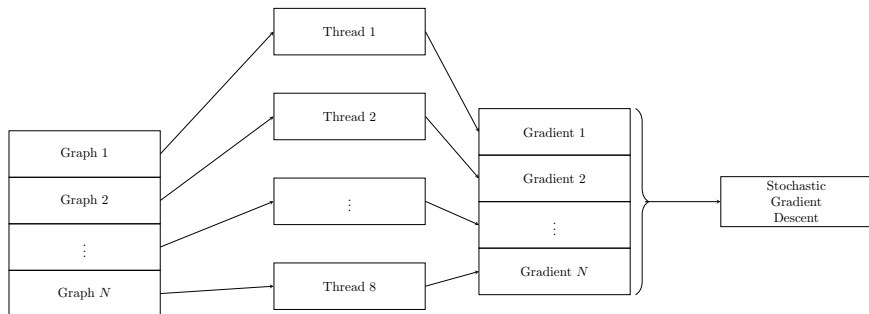 Graph 1
Graph 2
⋮
Graph N
Thread 1
Thread 2
⋮
Thread 8
Gradient 1
Gradient 2
⋮
Gradient N
Stochastic
Gradient
Descent